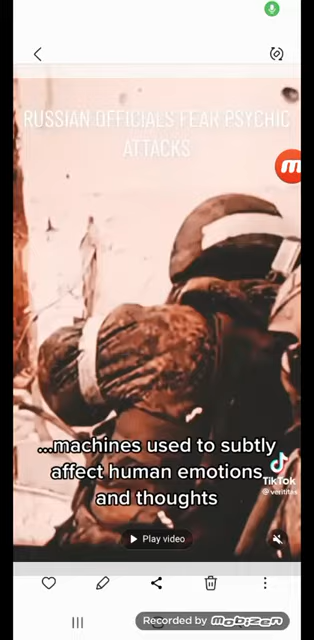 RUSSIAN OFFICIALS FEAR PSYCHIC
ATTACKS
m
...machines used to subtly
affect human emotions
and thoughts
TikTok
Play video
Recorded by Mobizen